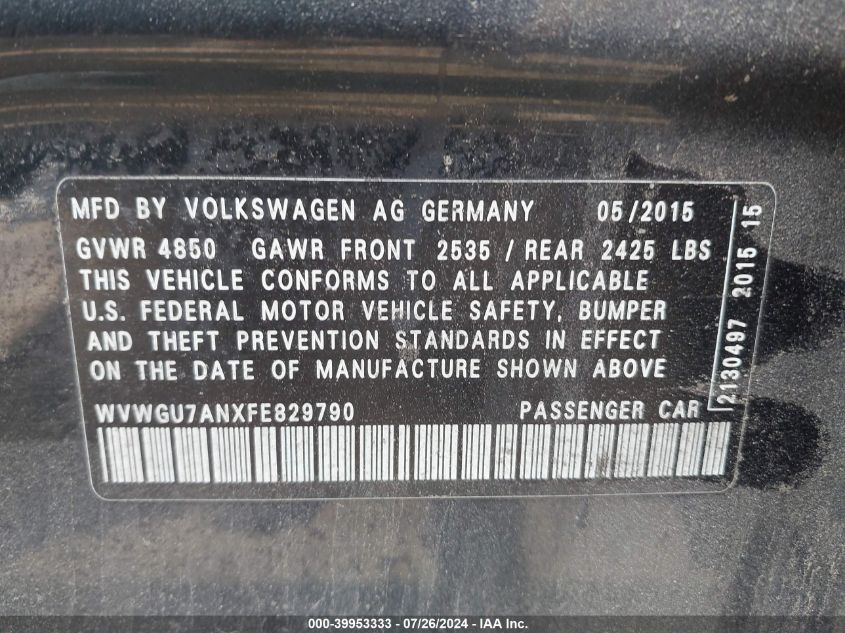 MFD BY VOLKSWAGEN AG GERMANY 05/2015
GVWR 4850 GAWR FRONT 2535 / REAR 2425 LBS
THIS VEHICLE CONFORMS TO ALL APPLICABLE
U.S. FEDERAL MOTOR VEHICLE SAFETY, BUMPER
AND THEFT PREVENTION STANDARDS IN EFFECT
ON THE DATE OF MANUFACTURE SHOWN ABOVE
WVWGU7ANXFE829790 PASSENGER CAR
2130497 2015 15
000-39953333 - 07/26/2024 - IAA Inc.